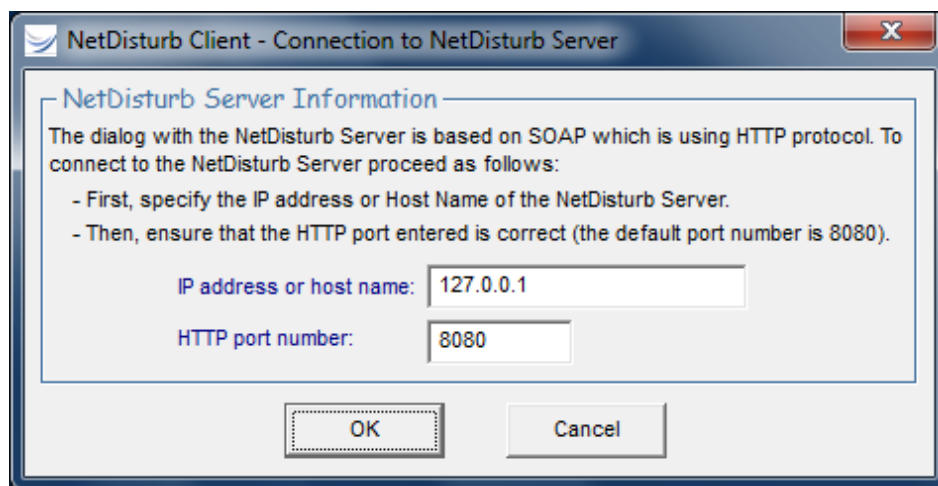 NetDisturb Client - Connection to NetDisturb Server
NetDisturb Server Information
The dialog with the NetDisturb Server is based on SOAP which is using HTTP protocol. To
connect to the NetDisturb Server proceed as follows:
- First, specify the IP address or Host Name of the NetDisturb Server.
- Then, ensure that the HTTP port entered is correct (the default port number is 8080).
IP address or host name: 127.0.0.1
HTTP port number: 8080
OK Cancel